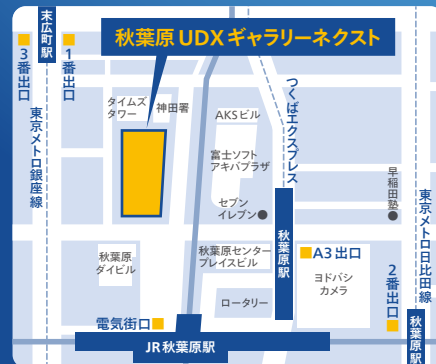 秋葉原 UDX ギャラリーネクスト
末広町駅
3番出口
1番出口
東京メトロ銀座線
タイムズ
タワー
神田署
AKSビル
つくばエクスプレス
富士ソフト
アキバプラザ
セブン
イレブン
早稲田塾
東京メトロ日比谷線
秋葉原
ダイビル
秋葉原センター
プレイスビル
秋葉原駅
A3出口
ヨドバシ
カメラ
2番出口
ロータリー
電気街口
JR秋葉原駅
秋葉原駅